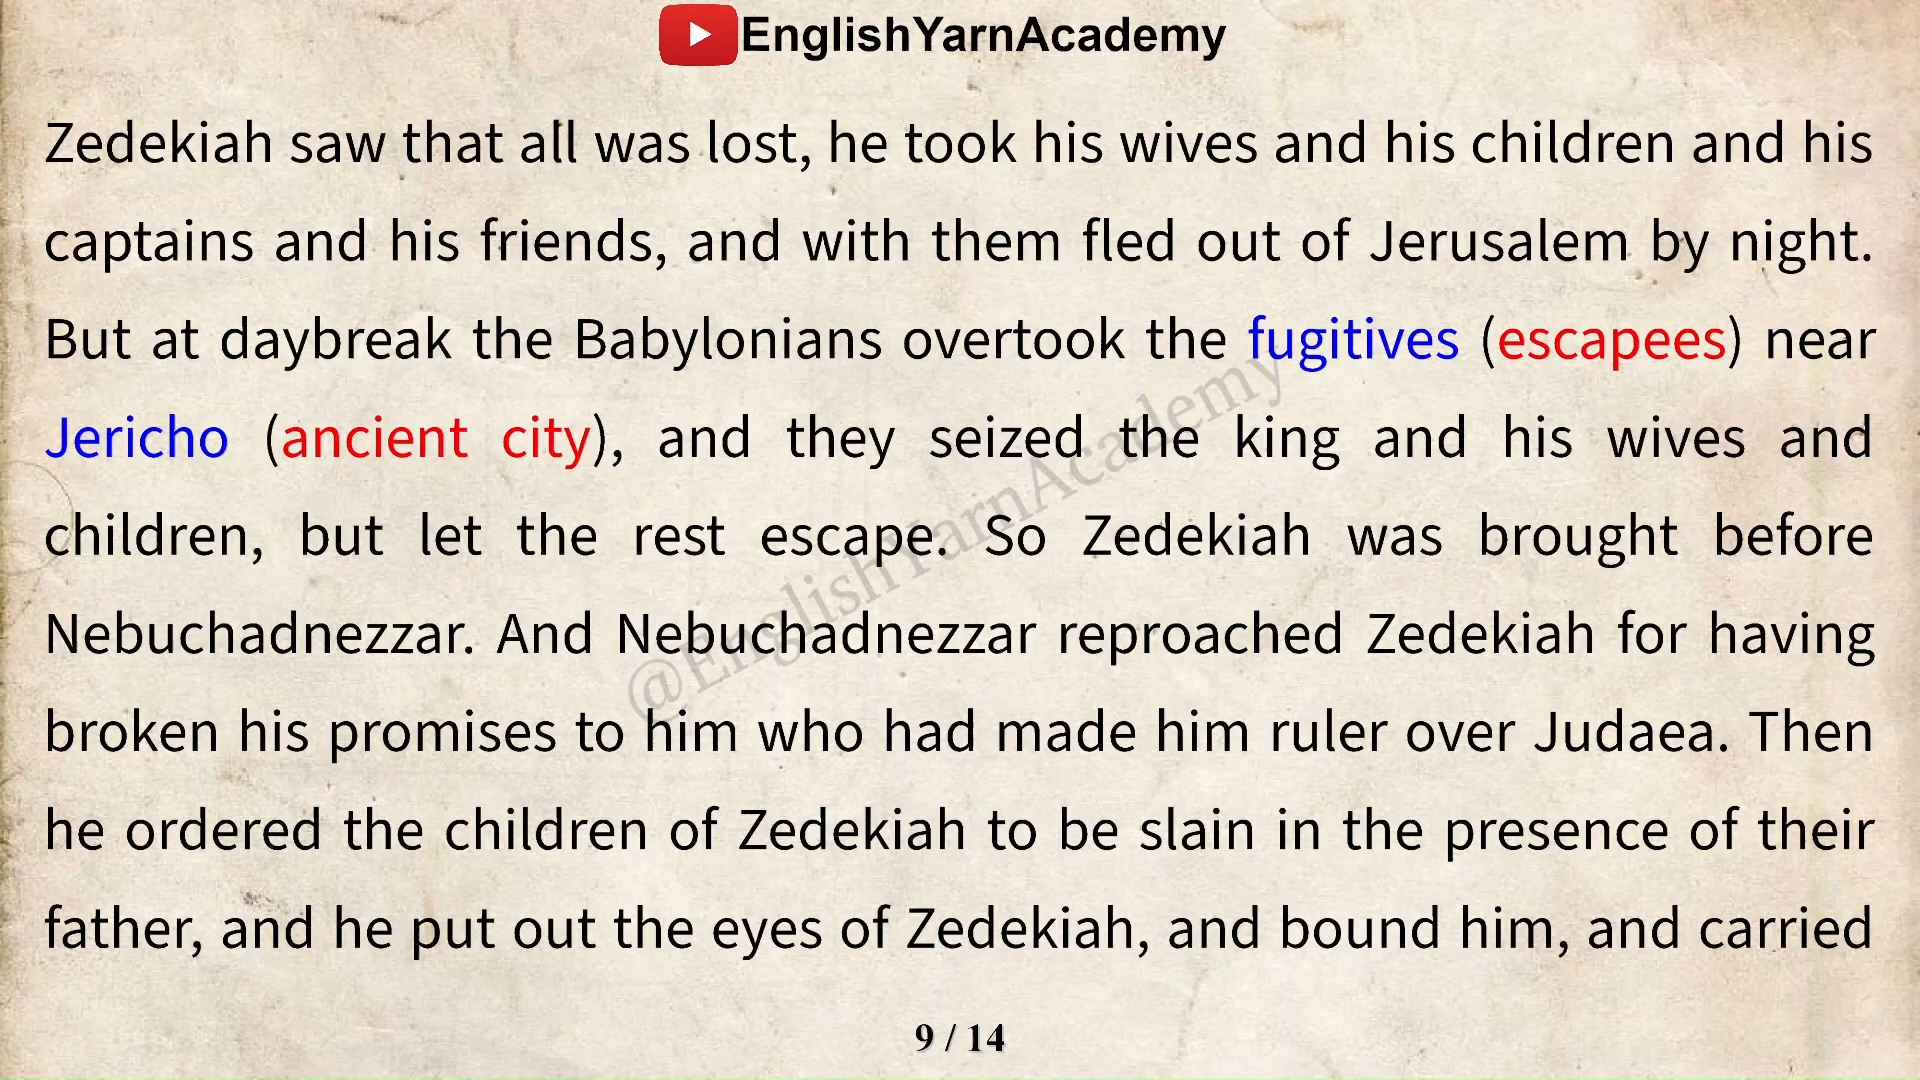 EnglishYarnAcademy
Zedekiah saw that all was lost, he took his wives and his children and his
captains and his friends, and with them fled out of Jerusalem by night.
But at daybreak the Babylonians overtook the fugitives (escapees) near
Jericho (ancient city), and they seized the king and his wives and
children, but let the rest escape. So Zedekiah was brought before
Nebuchadnezzar. And Nebuchadnezzar reproached Zedekiah for having
broken his promises to him who had made him ruler over Judaea. Then
he ordered the children of Zedekiah to be slain in the presence of their
father, and he put out the eyes of Zedekiah, and bound him, and carried
@EnglishYarnAcademy
9 / 14